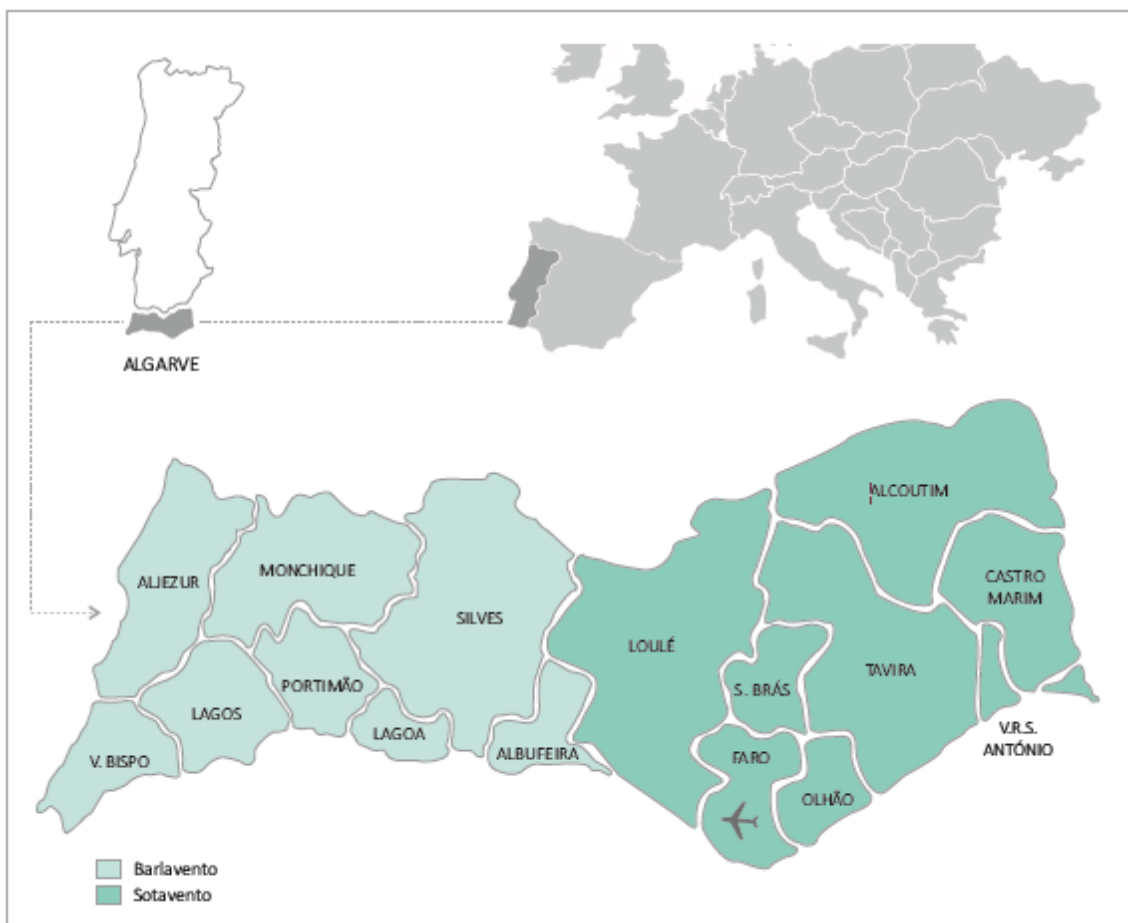 ALGARVE
ALCOUTIM
ALJEZUR
MONCHIQUE
CASTRO
MARIM
SILVES
LOULÉ
TAVIRA
PORTIMÃO
S. BRÁS
LAGOS
LAGOA
V.R.S.
ANTÓNIO
V. BISPO
ALBUFEIRA
FARO
OLHÃO
Barlavento
Sotavento